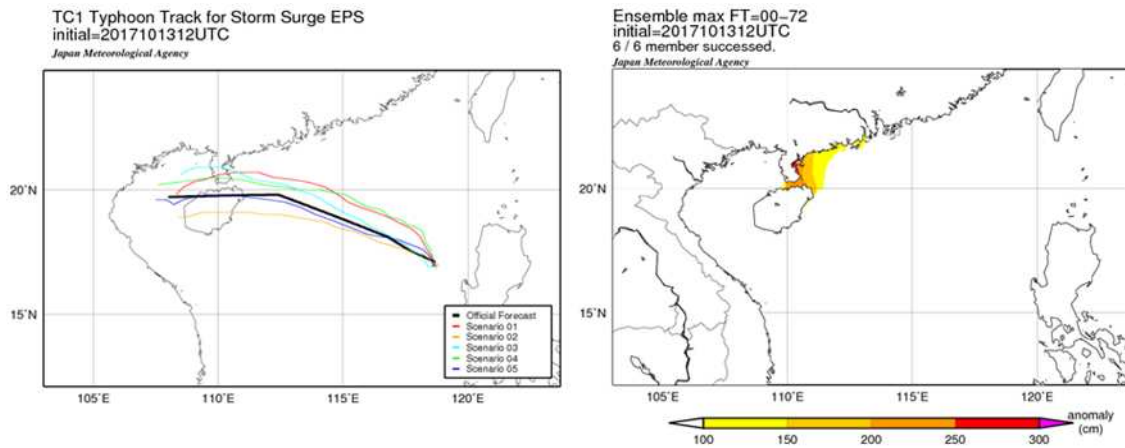 TC1 Typhoon Track for Storm Surge EPS
initial=2017101312UTC
Japan Meteorological Agency
20°N
15°N
105°E
110°E
115°E
120°E
Official Forecast
Scenario 01
Scenario 02
Scenario 03
Scenario 04
Scenario 05
Ensemble max FT=00-72
initial=2017101312UTC
6 / 6 member successed.
Japan Meteorological Agency
20°N
15°N
105°E
110°E
115°E
120°E
100
150
200
250
300
anomaly
(cm)